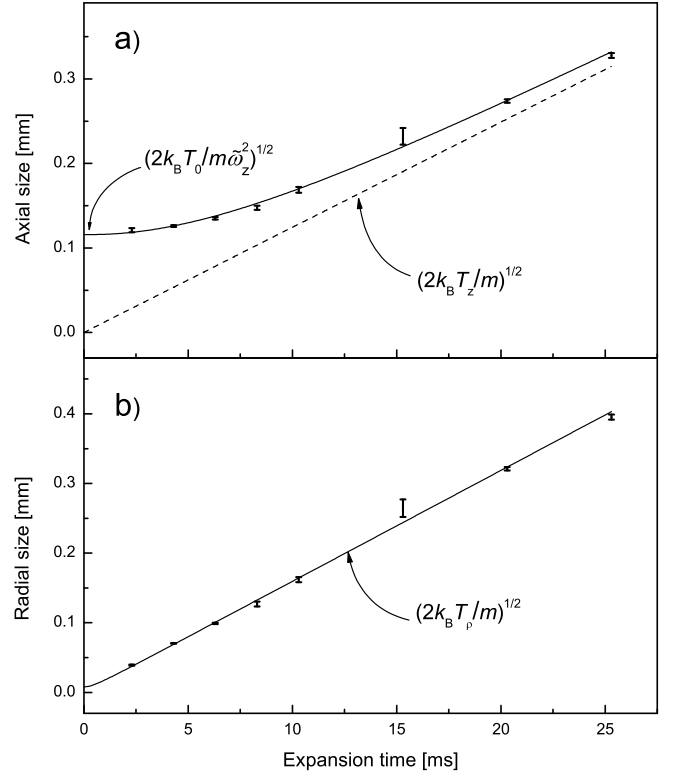 a)
0.3
0.2
0.1
0.0
Axial size [mm]
(2k_B T_0/mω̃_z^2)^1/2
(2k_B T_z/m)^1/2
b)
0.4
0.3
0.2
0.1
0.0
Radial size [mm]
(2k_B T_ρ/m)^1/2
0 5 10 15 20 25
Expansion time [ms]